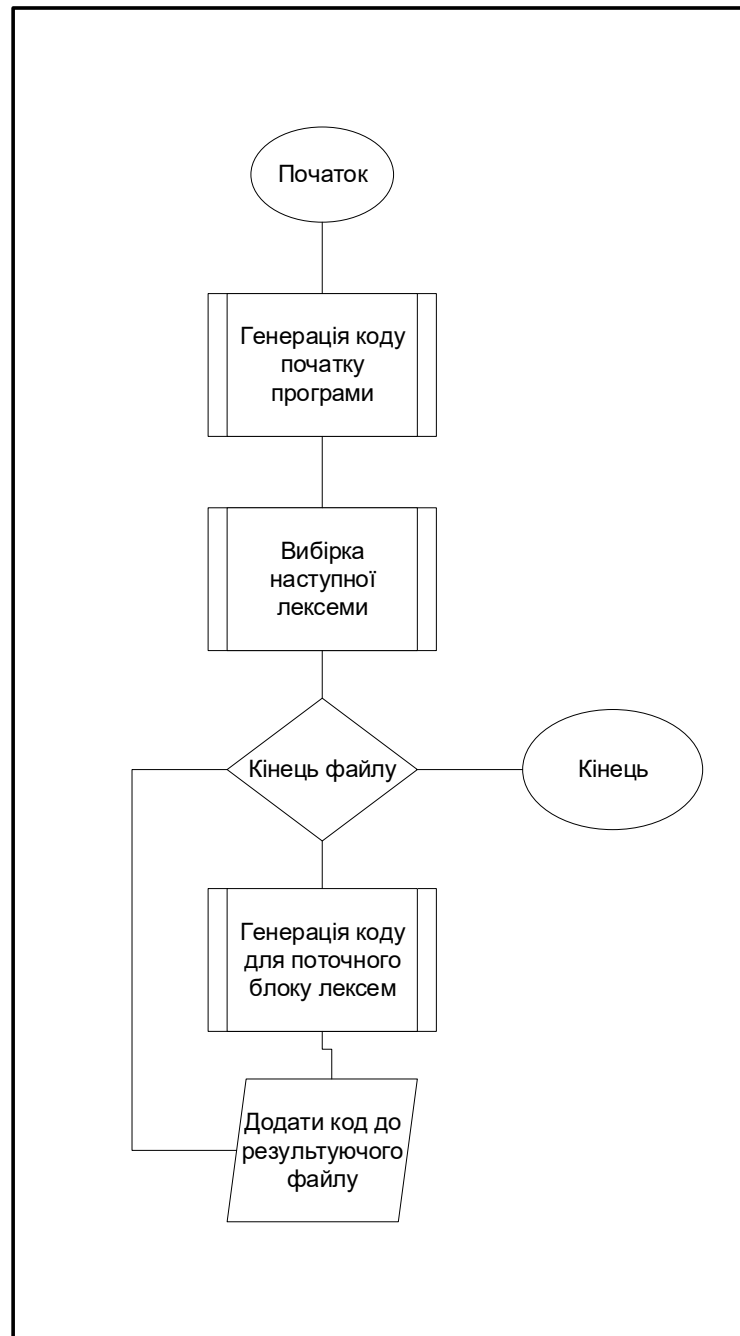 Початок
Генерація коду
початку
програми
Вибірка
наступної
лексеми
Кінець файлу
Кінець
Генерація коду
для поточного
блоку лексем
Додати код до
результуючого
файлу